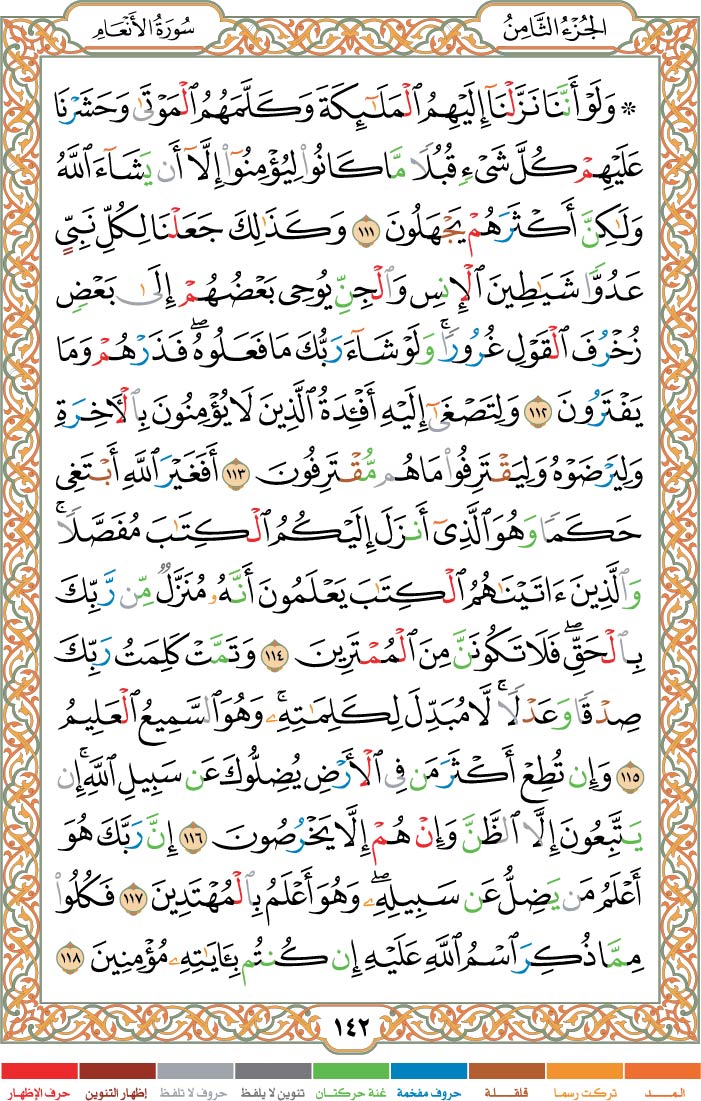 الجُزْءُ الثَّامِنُ
سُورَةُ الأَنْعَامِ
۞ وَلَوْ أَنَّنَا نَزَّلْنَآ إِلَيْهِمُ ٱلْمَلَٰٓئِكَةَ وَكَلَّمَهُمُ ٱلْمَوْتَىٰ وَحَشَرْنَا
عَلَيْهِمْ كُلَّ شَىْءٍ قُبُلًا مَّا كَانُوا۟ لِيُؤْمِنُوٓا۟ إِلَّآ أَن يَشَآءَ ٱللَّهُ
وَلَٰكِنَّ أَكْثَرَهُمْ يَجْهَلُونَ ١١١ وَكَذَٰلِكَ جَعَلْنَا لِكُلِّ نَبِىٍّ
عَدُوًّا شَيَٰطِينَ ٱلْإِنسِ وَٱلْجِنِّ يُوحِى بَعْضُهُمْ إِلَىٰ بَعْضٍ
زُخْرُفَ ٱلْقَوْلِ غُرُورًا ۚ وَلَوْ شَآءَ رَبُّكَ مَا فَعَلُوهُ ۖ فَذَرْهُمْ وَمَا
يَفْتَرُونَ ١١٢ وَلِتَصْغَىٰٓ إِلَيْهِ أَفْـِٔدَةُ ٱلَّذِينَ لَا يُؤْمِنُونَ بِٱلْـَٔاخِرَةِ
وَلِيَرْضَوْهُ وَلِيَقْتَرِفُوا۟ مَا هُم مُّقْتَرِفُونَ ١١٣ أَفَغَيْرَ ٱللَّهِ أَبْتَغِى
حَكَمًا وَهُوَ ٱلَّذِىٓ أَنزَلَ إِلَيْكُمُ ٱلْكِتَٰبَ مُفَصَّلًا ۚ
وَٱلَّذِينَ ءَاتَيْنَٰهُمُ ٱلْكِتَٰبَ يَعْلَمُونَ أَنَّهُۥ مُنَزَّلٌ مِّن رَّبِّكَ
بِٱلْحَقِّ ۖ فَلَا تَكُونَنَّ مِنَ ٱلْمُمْتَرِينَ ١١٤ وَتَمَّتْ كَلِمَتُ رَبِّكَ
صِدْقًا وَعَدْلًا ۚ لَّا مُبَدِّلَ لِكَلِمَٰتِهِۦ ۚ وَهُوَ ٱلسَّمِيعُ ٱلْعَلِيمُ
١١٥ وَإِن تُطِعْ أَكْثَرَ مَن فِى ٱلْأَرْضِ يُضِلُّوكَ عَن سَبِيلِ ٱللَّهِ ۚ إِن
يَتَّبِعُونَ إِلَّا ٱلظَّنَّ وَإِنْ هُمْ إِلَّا يَخْرُصُونَ ١١٦ إِنَّ رَبَّكَ هُوَ
أَعْلَمُ مَن يَضِلُّ عَن سَبِيلِهِۦ ۖ وَهُوَ أَعْلَمُ بِٱلْمُهْتَدِينَ ١١٧ فَكُلُوا۟
مِمَّا ذُكِرَ ٱسْمُ ٱللَّهِ عَلَيْهِ إِن كُنتُم بِـَٔايَٰتِهِۦ مُؤْمِنِينَ ١١٨
١٤٢
المـــد تركت رسما قلقـلـة حروف مفخمة غنة حركتان تنوين لا يلفظ حروف لا تلفظ إظهار التنوين حرف الإظهار